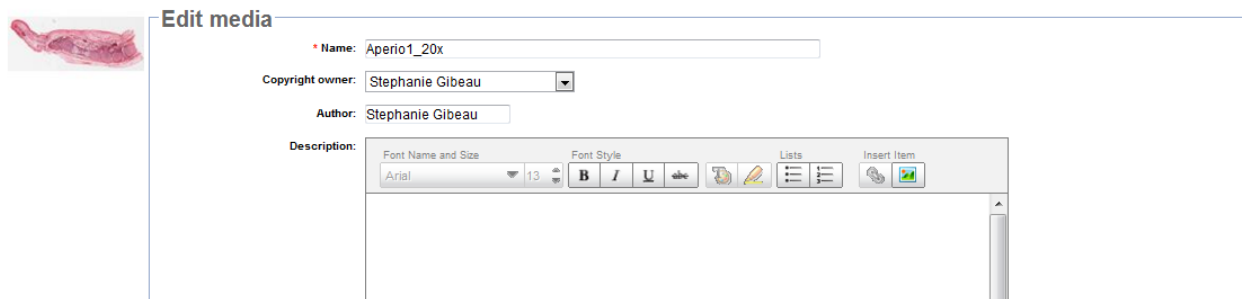 Edit media
* Name: Aperio1_20x
Copyright owner: Stephanie Gibeau
Author: Stephanie Gibeau
Description:
Font Name and Size Font Style Lists Insert Item
Arial 13 B I U abc